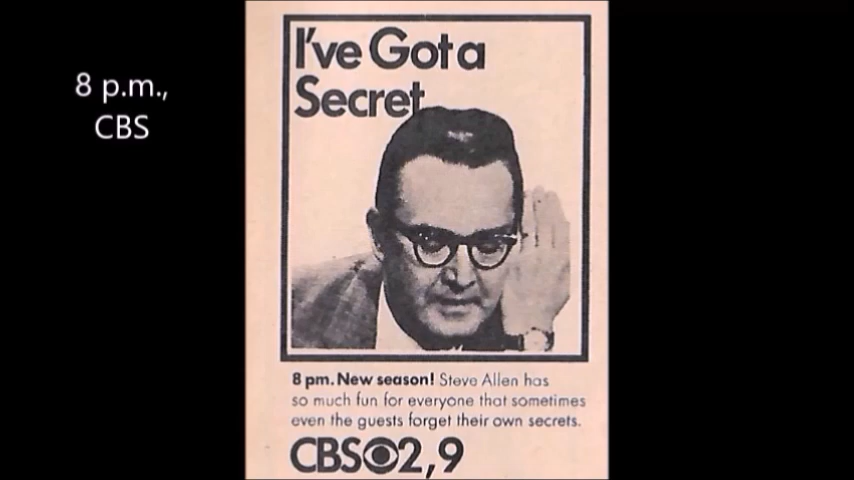 8 p.m.,
CBS
I've Got a
Secret
8 pm. New season! Steve Allen has
so much fun for everyone that sometimes
even the guests forget their own secrets.
CBS 2,9